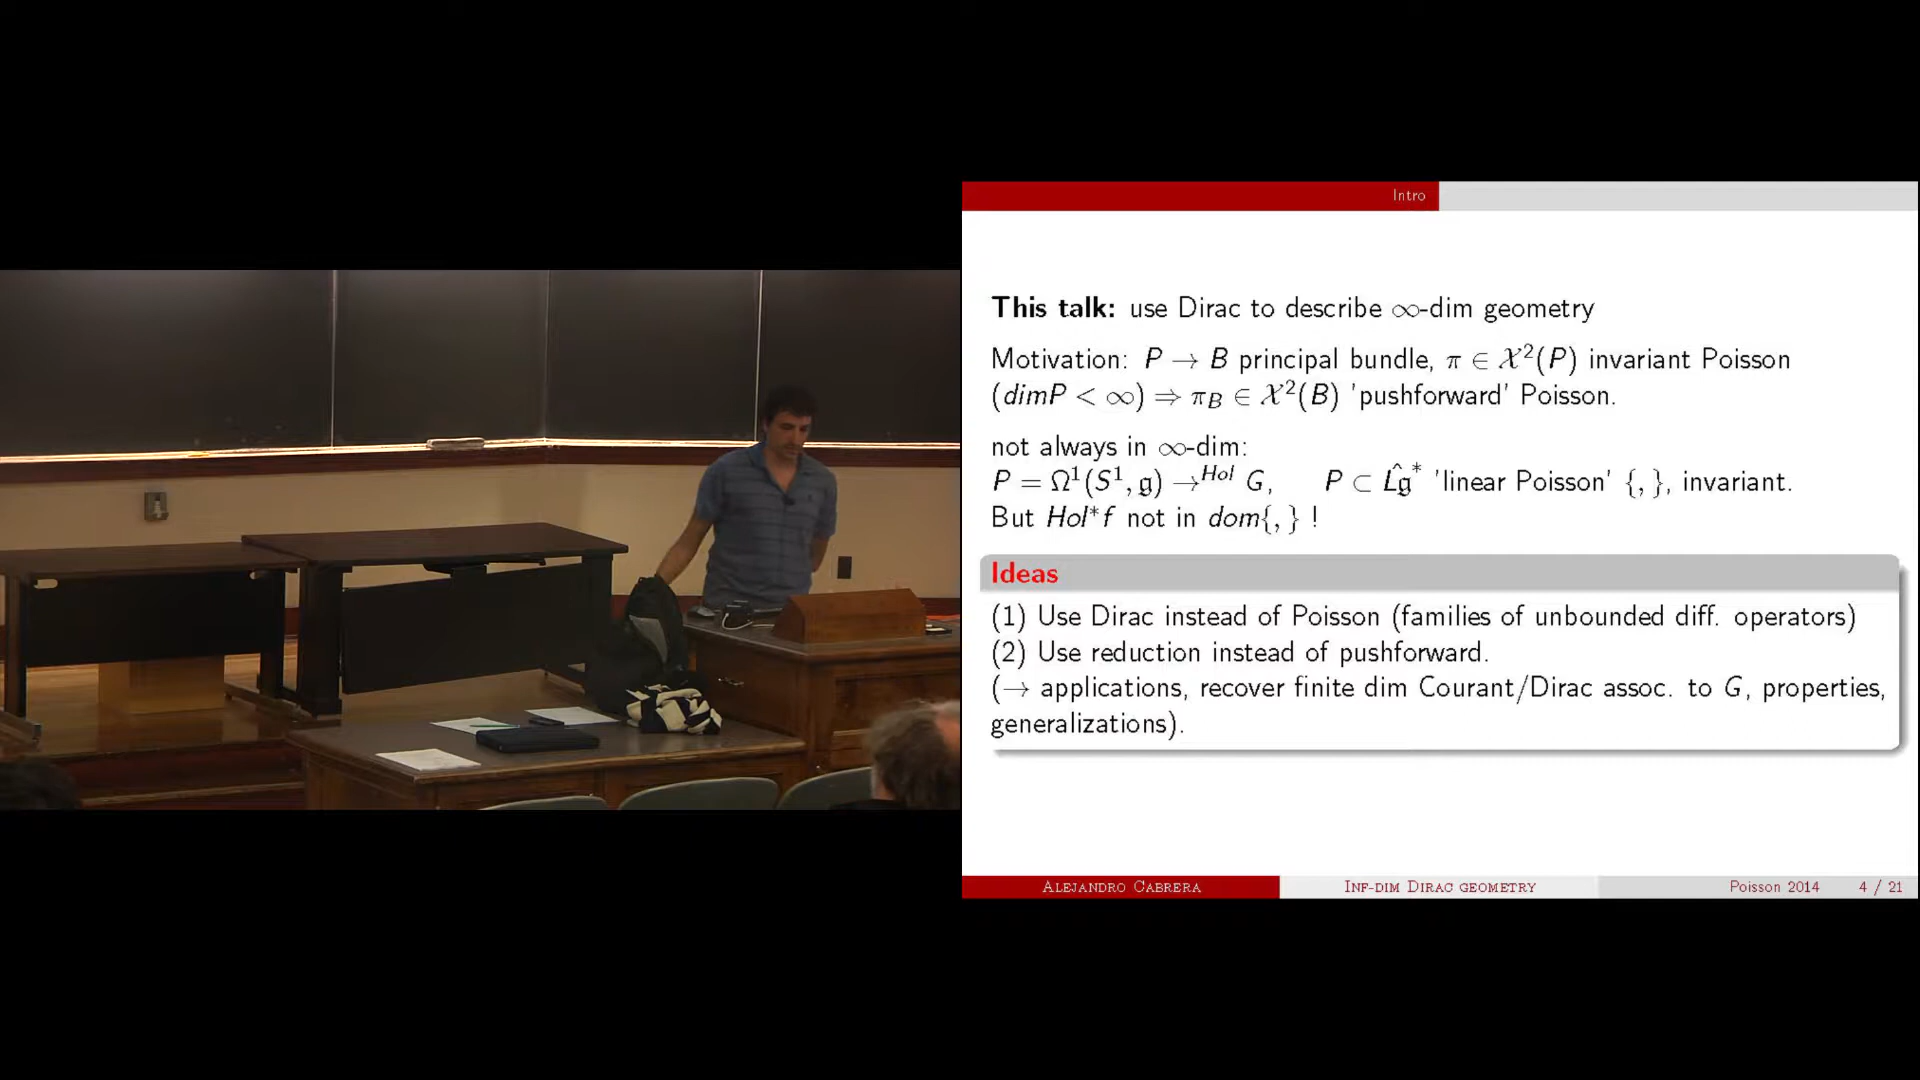 Intro
This talk: use Dirac to describe ∞-dim geometry
Motivation: P → B principal bundle, π ∈ 𝒳²(P) invariant Poisson
(dimP < ∞) ⇒ π_B ∈ 𝒳²(B) 'pushforward' Poisson.
not always in ∞-dim:
P = Ω¹(S¹, 𝔤) →^Hol G, P ⊂ L̂𝔤* 'linear Poisson' {,}, invariant.
But Hol*f not in dom{,} !
Ideas
(1) Use Dirac instead of Poisson (families of unbounded diff. operators)
(2) Use reduction instead of pushforward.
(→ applications, recover finite dim Courant/Dirac assoc. to G, properties,
generalizations).
Alejandro Cabrera Inf-dim Dirac geometry Poisson 2014 4 / 21